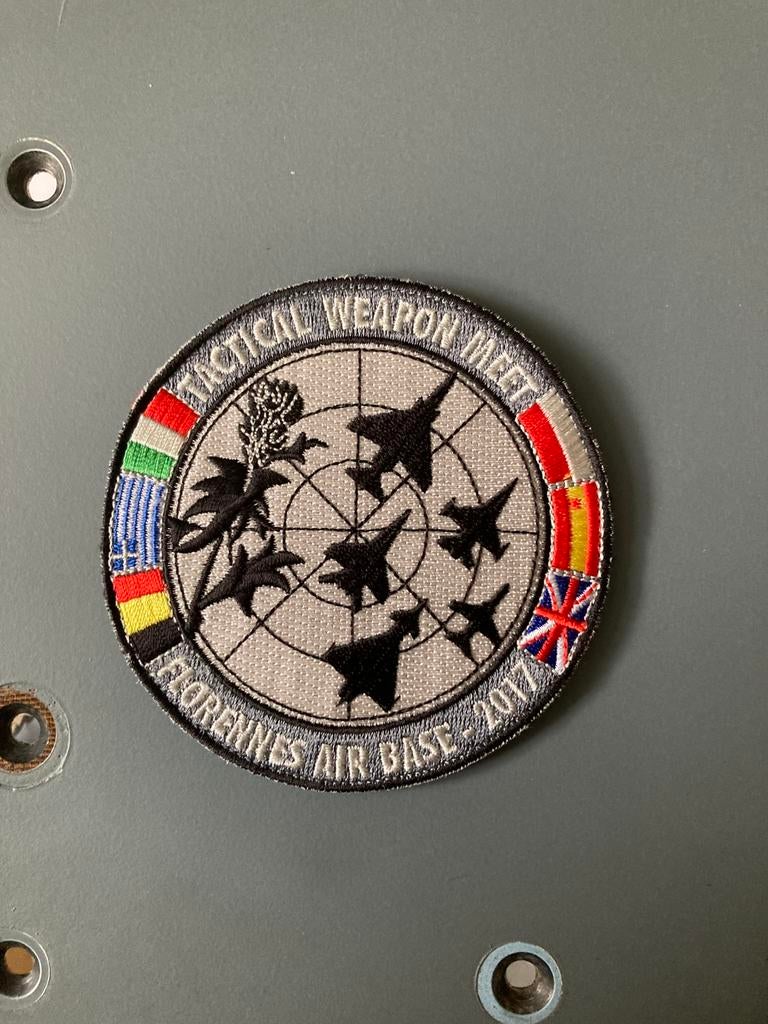 TACTICAL WEAPON MEET
FLORENNES AIR BASE - 2017